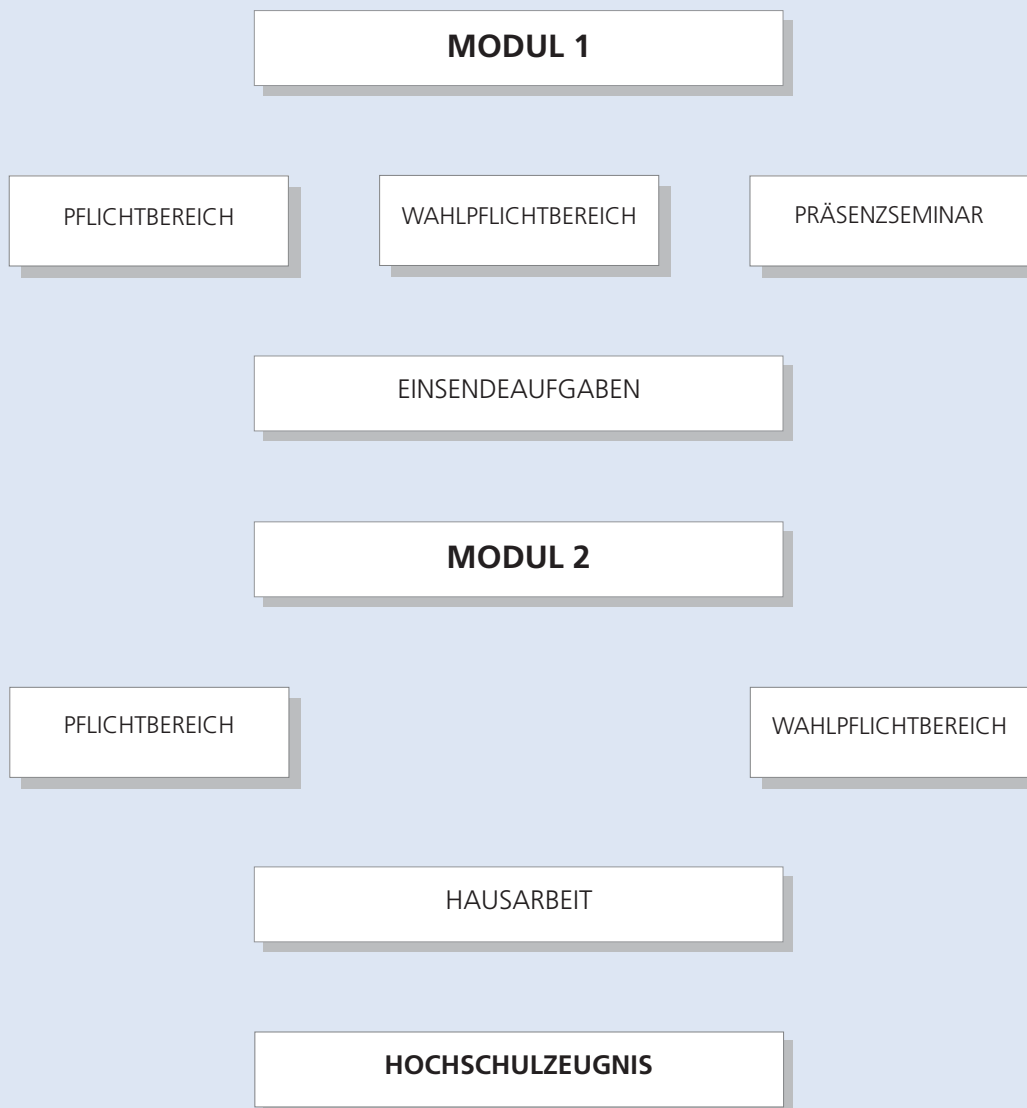 MODUL 1
PFLICHTBEREICH
WAHLPFLICHTBEREICH
PRÄSENZSEMINAR
EINSENDEAUFGABEN
MODUL 2
PFLICHTBEREICH
WAHLPFLICHTBEREICH
HAUSARBEIT
HOCHSCHULZEUGNIS